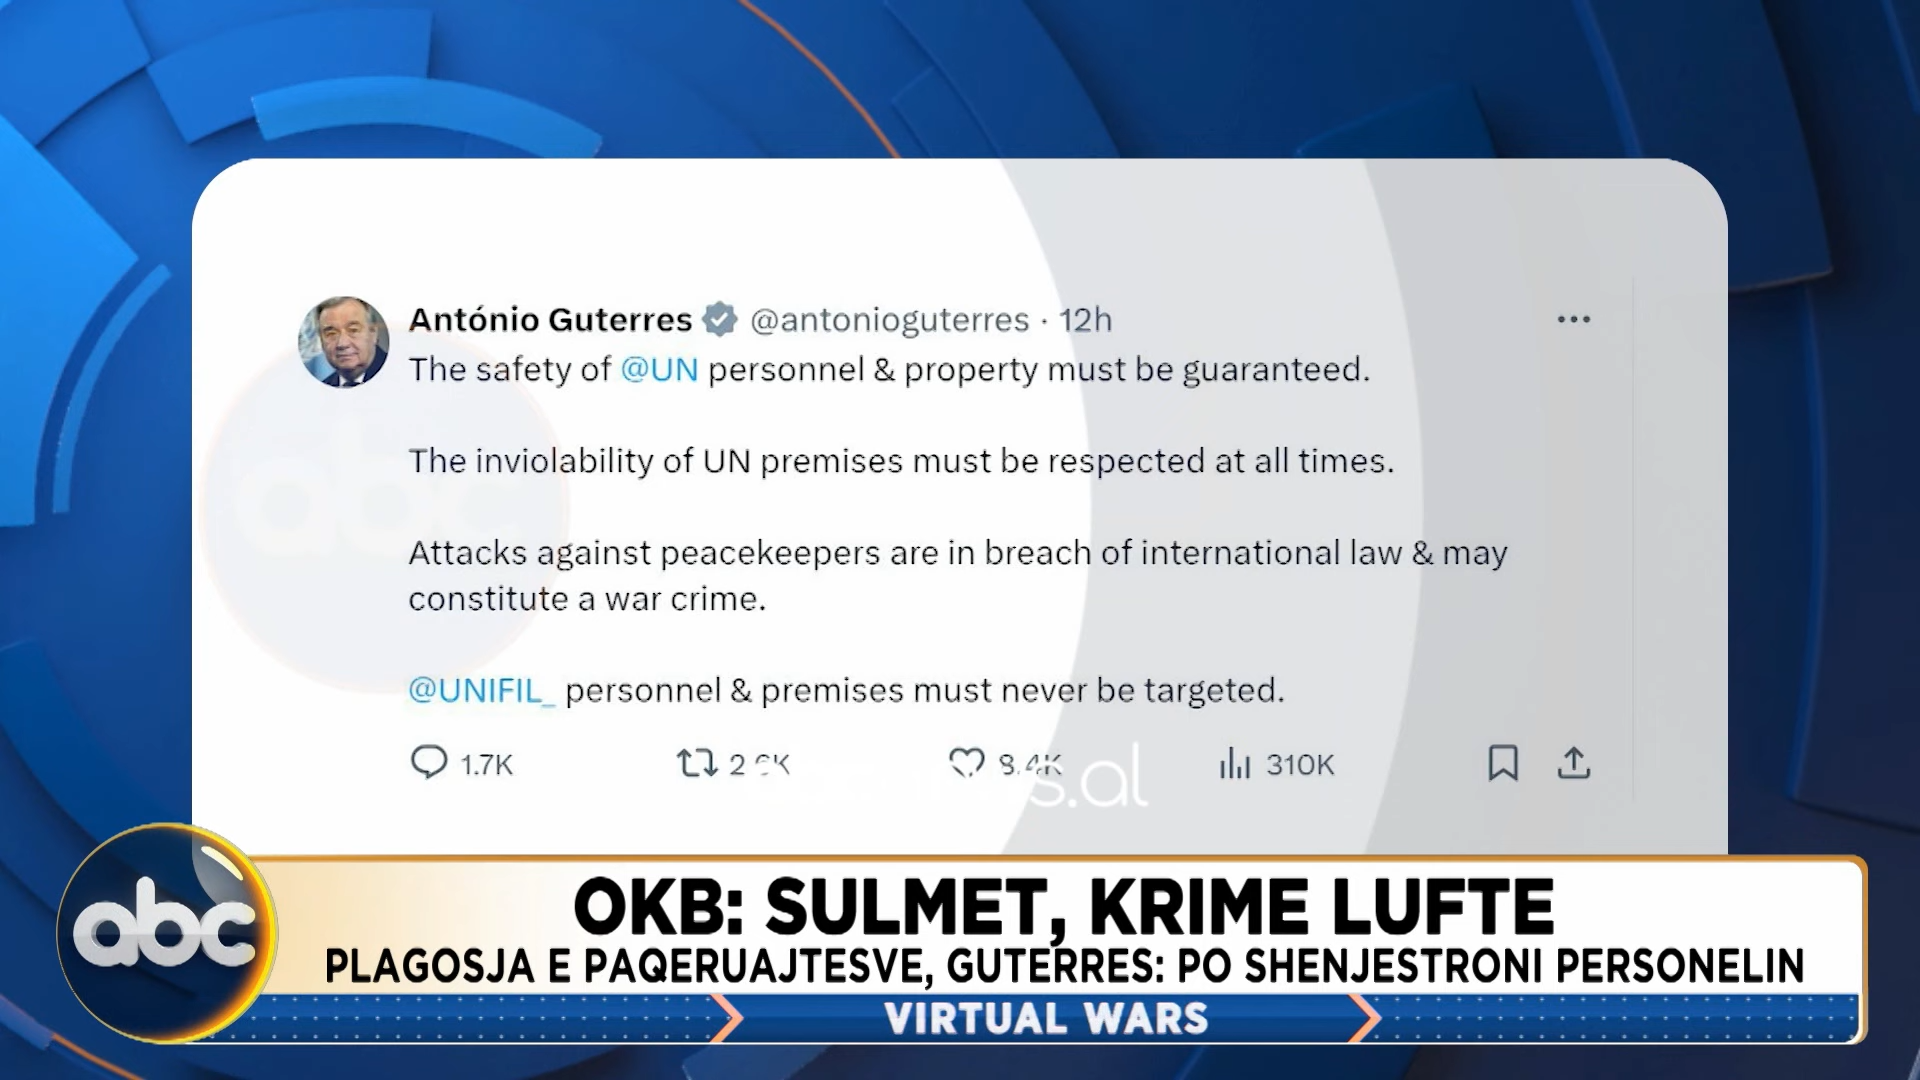 António Guterres @antonioguterres · 12h
The safety of @UN personnel & property must be guaranteed.
The inviolability of UN premises must be respected at all times.
Attacks against peacekeepers are in breach of international law & may
constitute a war crime.
@UNIFIL_ personnel & premises must never be targeted.
1.7K 8.4K 310K
s.al
abc
OKB: SULMET, KRIME LUFTE
PLAGOSJA E PAQERUAJTESVE, GUTERRES: PO SHENJESTRONI PERSONELIN
VIRTUAL WARS